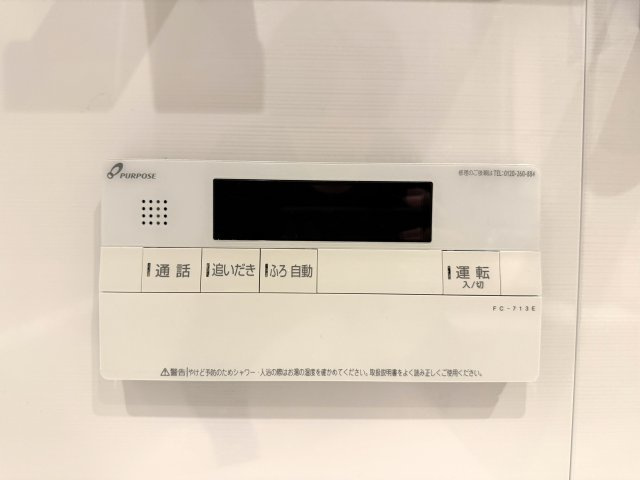 PURPOSE
修理のご依頼は TEL:0120-260-884
通話
追いだき
ふろ自動
運転
入/切
FC-713E
⚠警告 やけど予防のためシャワー・入浴の際はお湯の温度を確かめてください。取扱説明書をよく読み正しくご使用ください。